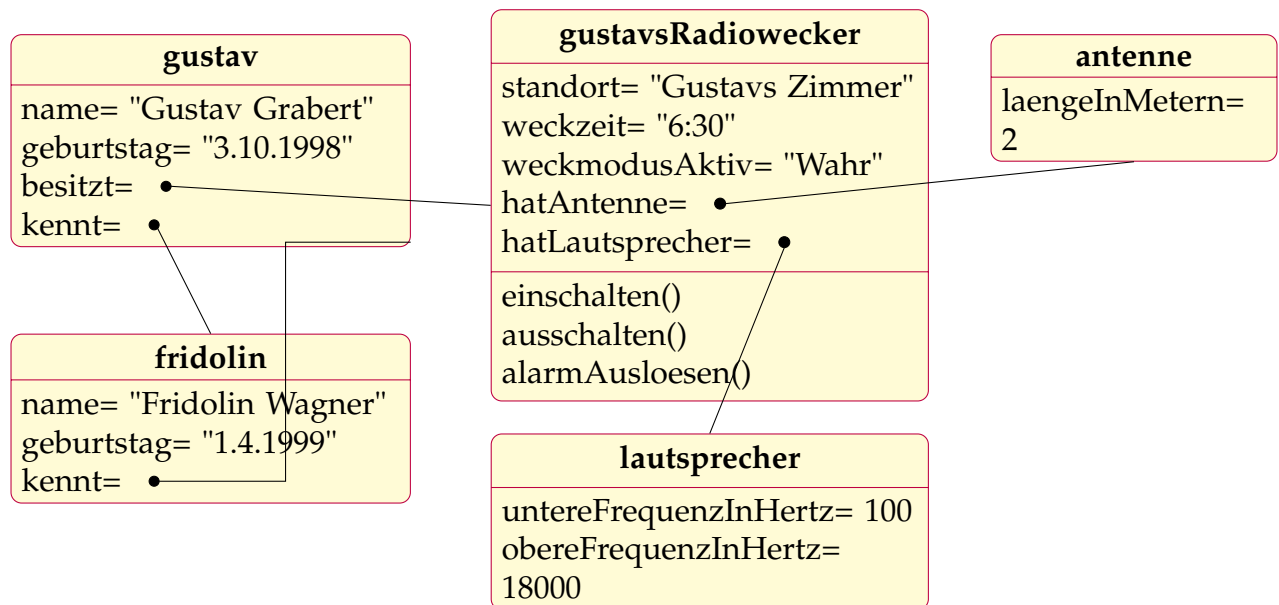 gustav
name= "Gustav Grabert"
geburtstag= "3.10.1998"
besitzt=
kennt=
fridolin
name= "Fridolin Wagner"
geburtstag= "1.4.1999"
kennt=
gustavsRadiowecker
standort= "Gustavs Zimmer"
weckzeit= "6:30"
weckmodusAktiv= "Wahr"
hatAntenne=
hatLautsprecher=
einschalten()
ausschalten()
alarmAusloesen()
lautsprecher
untereFrequenzInHertz= 100
obereFrequenzInHertz=
18000
antenne
laengeInMetern=
2